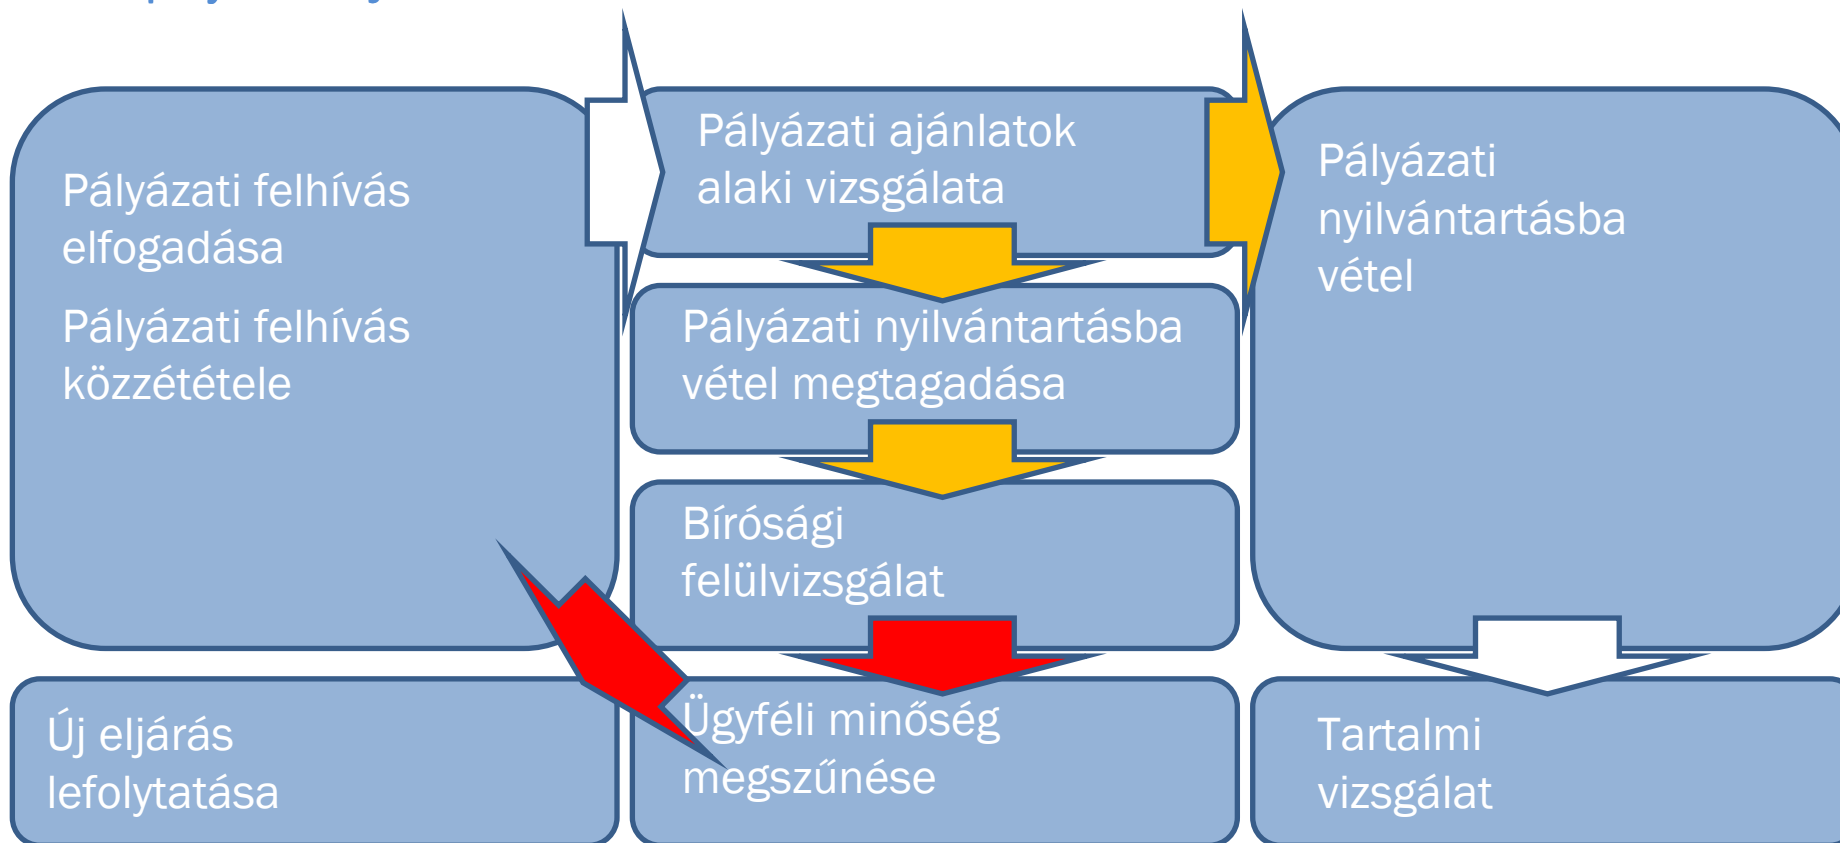 Pályázati felhívás
elfogadása
Pályázati felhívás
közzététele
Pályázati ajánlatok
alaki vizsgálata
Pályázati nyilvántartásba
vétel megtagadása
Bírósági
felülvizsgálat
Ügyféli minőség
megszűnése
Pályázati
nyilvántartásba
vétel
Új eljárás
lefolytatása
Tartalmi
vizsgálat